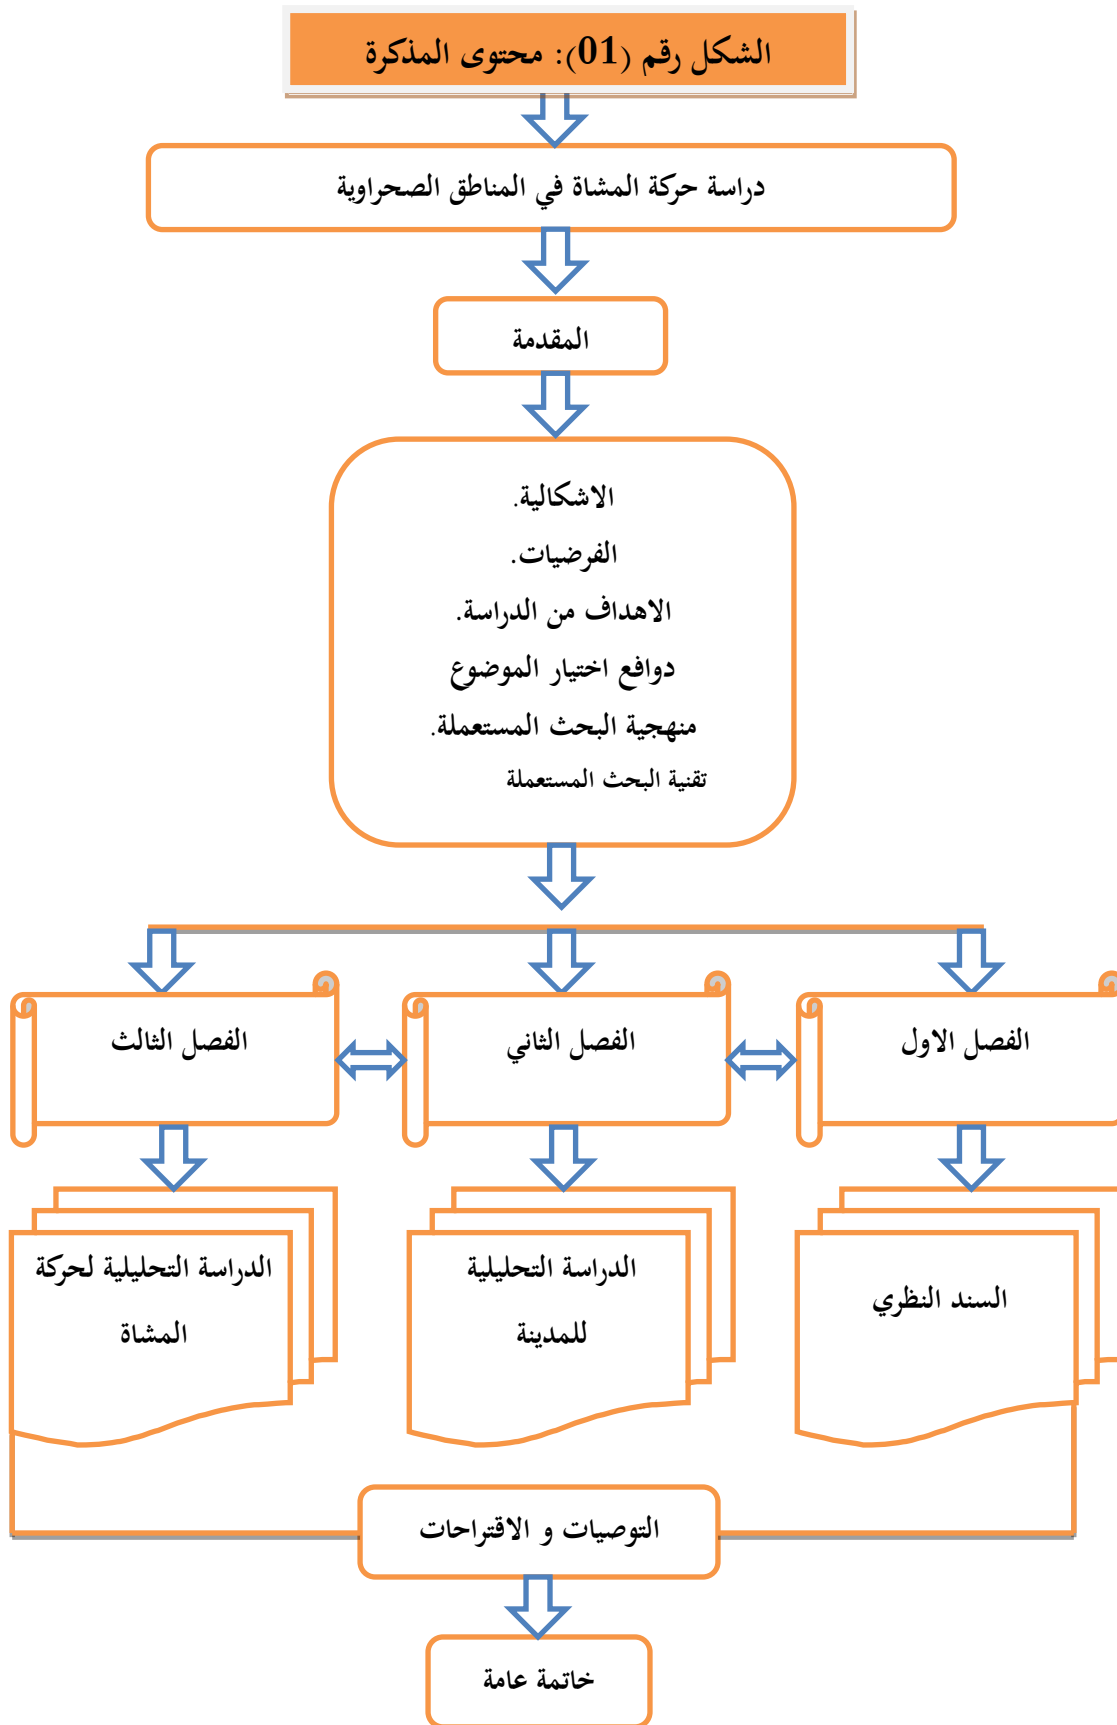 الشكل رقم (01): محتوى المذكرة
دراسة حركة المشاة في المناطق الصحراوية
المقدمة
الاشكالية.
الفرضيات.
الاهداف من الدراسة.
دوافع اختيار الموضوع
منهجية البحث المستعملة.
تقنية البحث المستعملة
الفصل الاول
الفصل الثاني
الفصل الثالث
السند النظري
الدراسة التحليلية
للمدينة
الدراسة التحليلية لحركة
المشاة
التوصيات و الاقتراحات
خاتمة عامة